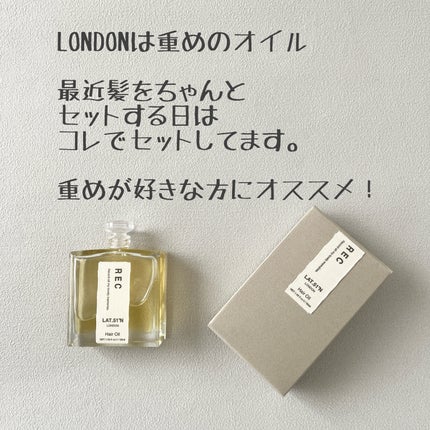 LONDONは重めのオイル
最近髪をちゃんと
セットする日は
コレでセットしてます。
重めが好きな方にオススメ！
REC
LAT.51°N
LONDON
Hair Oil
REC
LAT.51°N
LONDON
Hair Oil